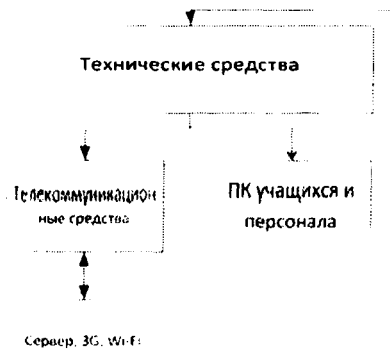 Технические средства
Телекоммуникацион
ные средства
ПК учащихся и
персонала
Сервер, 3G, Wi-Fi